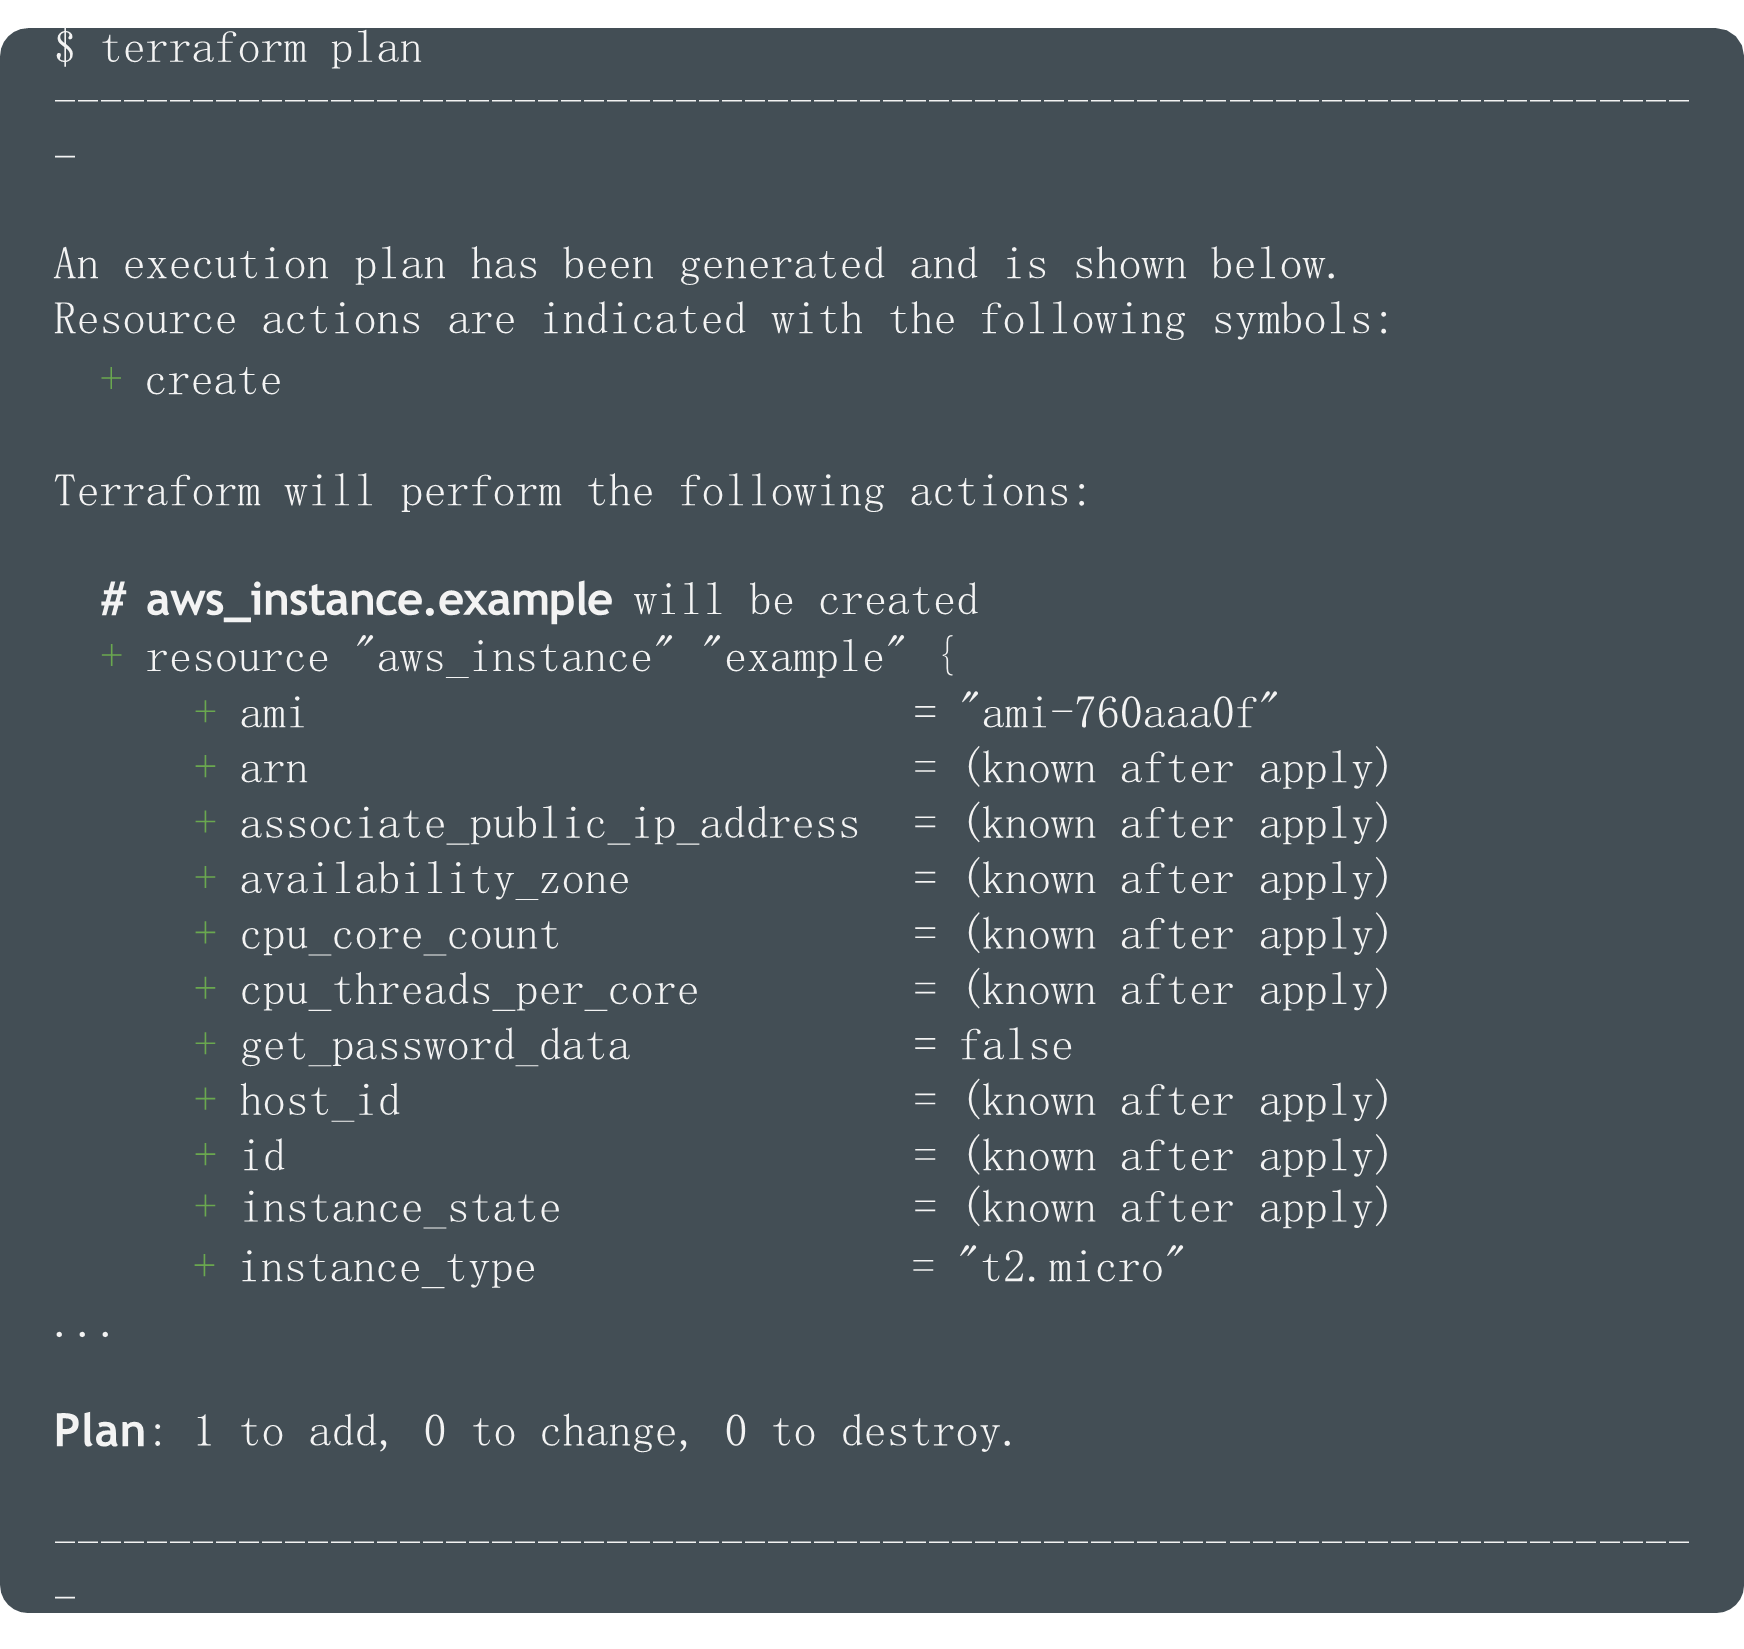 $ terraform plan
-----------------------------------------------------------------------
-
An execution plan has been generated and is shown below.
Resource actions are indicated with the following symbols:
  + create
Terraform will perform the following actions:
  # aws_instance.example will be created
  + resource "aws_instance" "example" {
      + ami                          = "ami-760aaa0f"
      + arn                          = (known after apply)
      + associate_public_ip_address  = (known after apply)
      + availability_zone            = (known after apply)
      + cpu_core_count               = (known after apply)
      + cpu_threads_per_core         = (known after apply)
      + get_password_data            = false
      + host_id                      = (known after apply)
      + id                           = (known after apply)
      + instance_state               = (known after apply)
      + instance_type                = "t2.micro"
...
Plan: 1 to add, 0 to change, 0 to destroy.
-----------------------------------------------------------------------
-